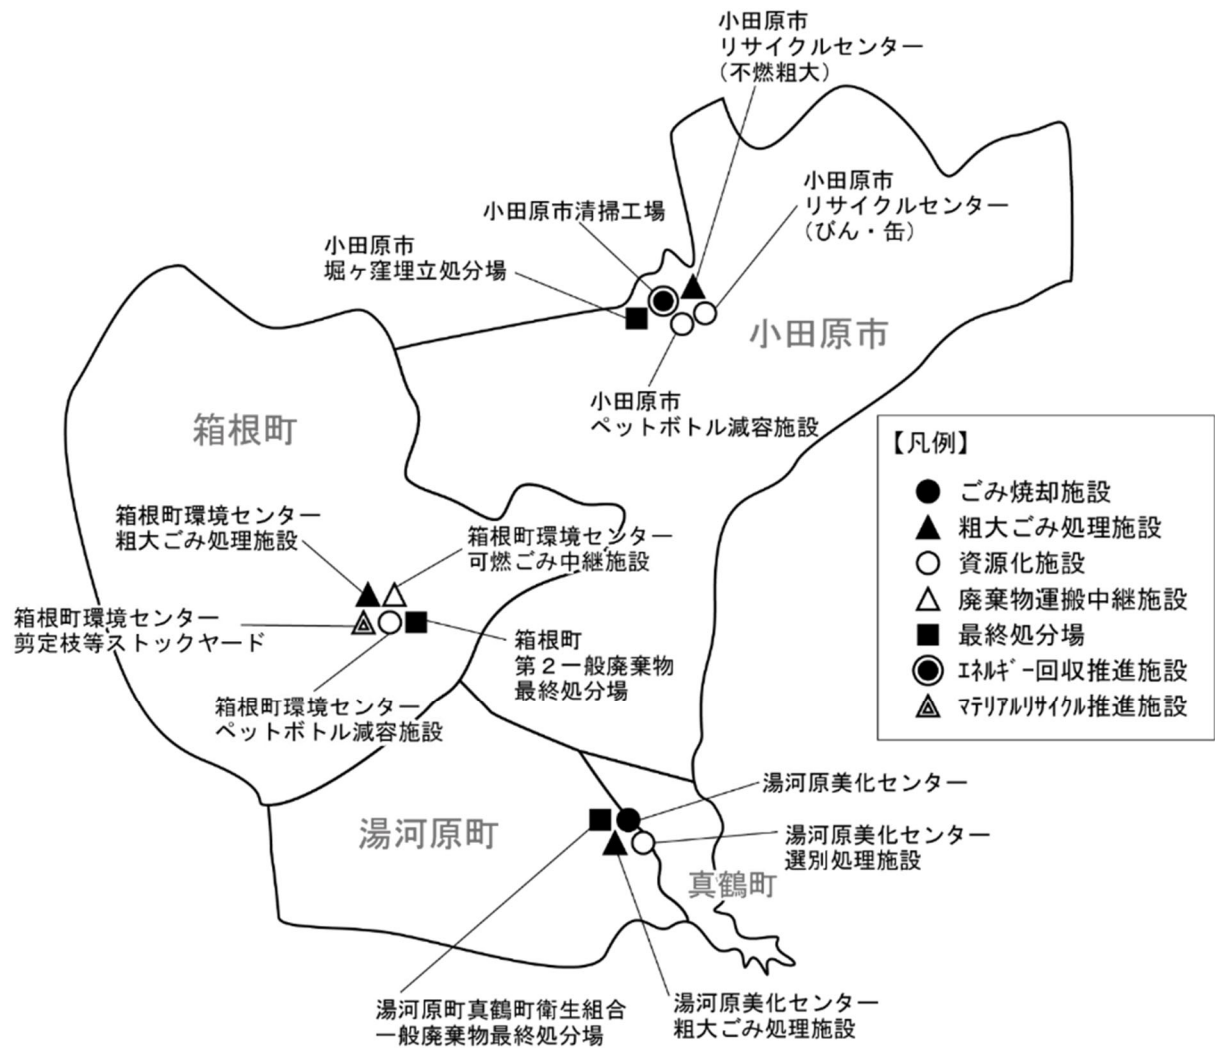 小田原市
リサイクルセンター
(不燃粗大)
小田原市
リサイクルセンター
(びん・缶)
小田原市清掃工場
小田原市
堀ヶ窪埋立処分場
小田原市
小田原市
ペットボトル減容施設
箱根町
箱根町環境センター
粗大ごみ処理施設
箱根町環境センター
可燃ごみ中継施設
箱根町環境センター
剪定枝等ストックヤード
箱根町
第2一般廃棄物
最終処分場
箱根町環境センター
ペットボトル減容施設
【凡例】
ごみ焼却施設
粗大ごみ処理施設
資源化施設
廃棄物運搬中継施設
最終処分場
エネルギー回収推進施設
マテリアルリサイクル推進施設
湯河原美化センター
湯河原町
湯河原美化センター
選別処理施設
真鶴町
湯河原町真鶴町衛生組合
一般廃棄物最終処分場
湯河原美化センター
粗大ごみ処理施設